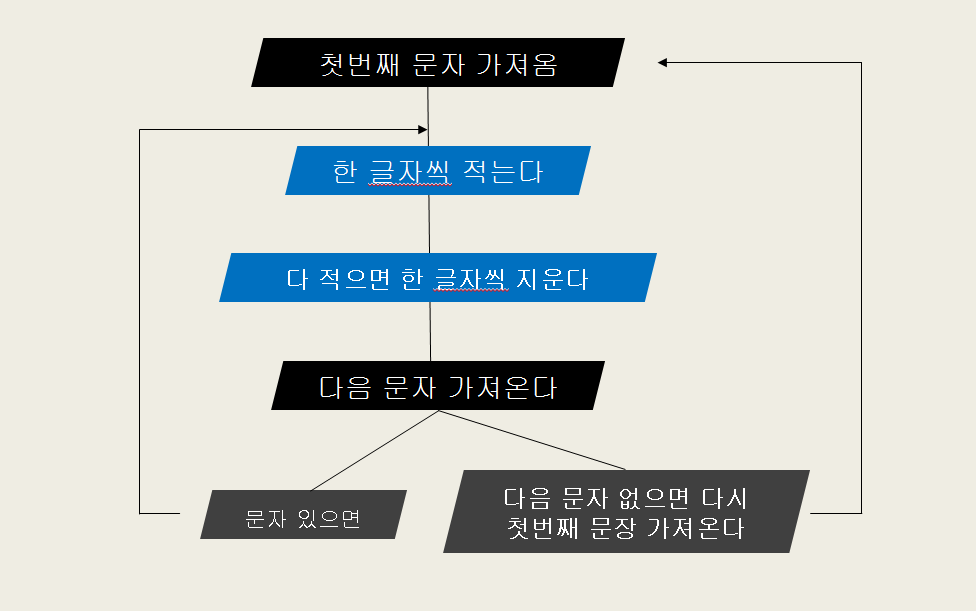 첫번째 문자 가져옴
한 글자씩 적는다
다 적으면 한 글자씩 지운다
다음 문자 가져온다
문자 있으면
다음 문자 없으면 다시
첫번째 문장 가져온다